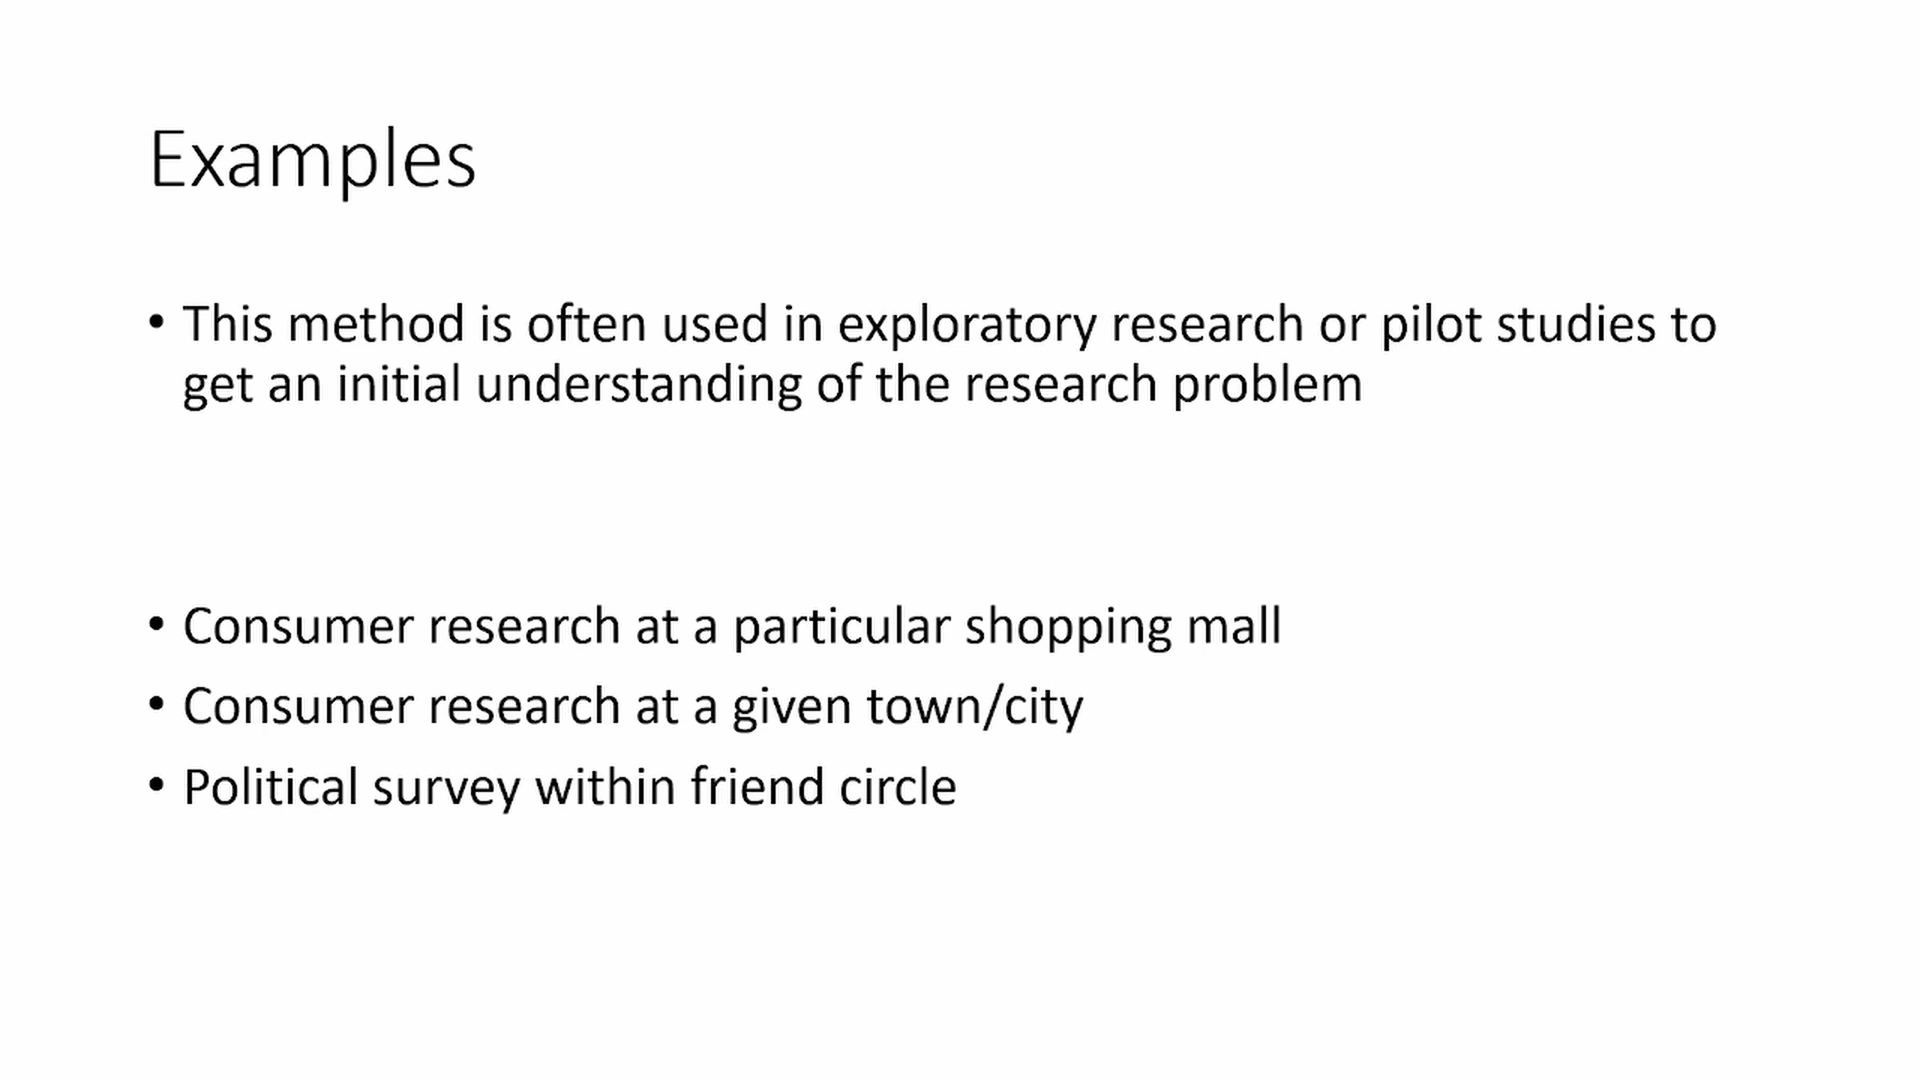 Examples
• This method is often used in exploratory research or pilot studies to
get an initial understanding of the research problem
• Consumer research at a particular shopping mall
• Consumer research at a given town/city
• Political survey within friend circle